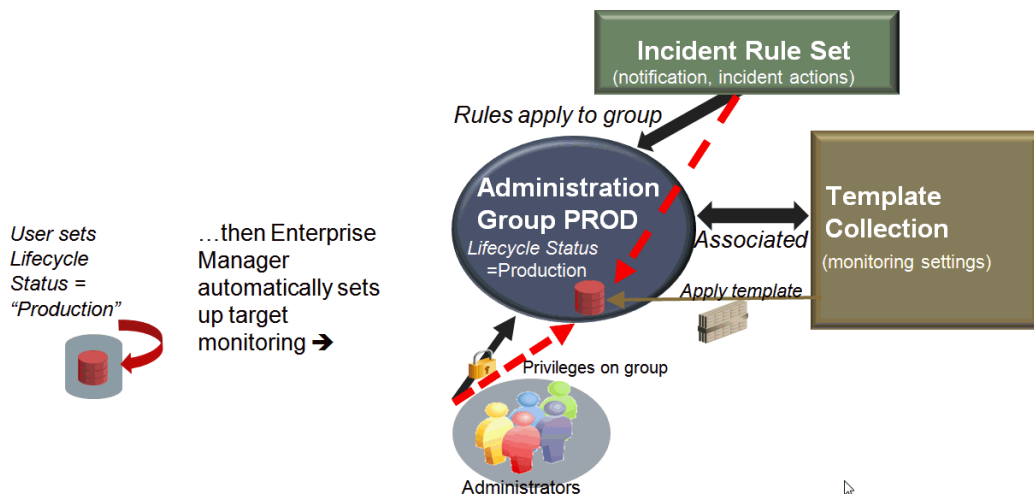 User sets
Lifecycle
Status =
“Production”
…then Enterprise
Manager
automatically sets
up target
monitoring ➔
Incident Rule Set
(notification, incident actions)
Rules apply to group
Administration
Group PROD
Lifecycle Status
=Production
Associated
Template
Collection
(monitoring settings)
Apply template
Privileges on group
Administrators